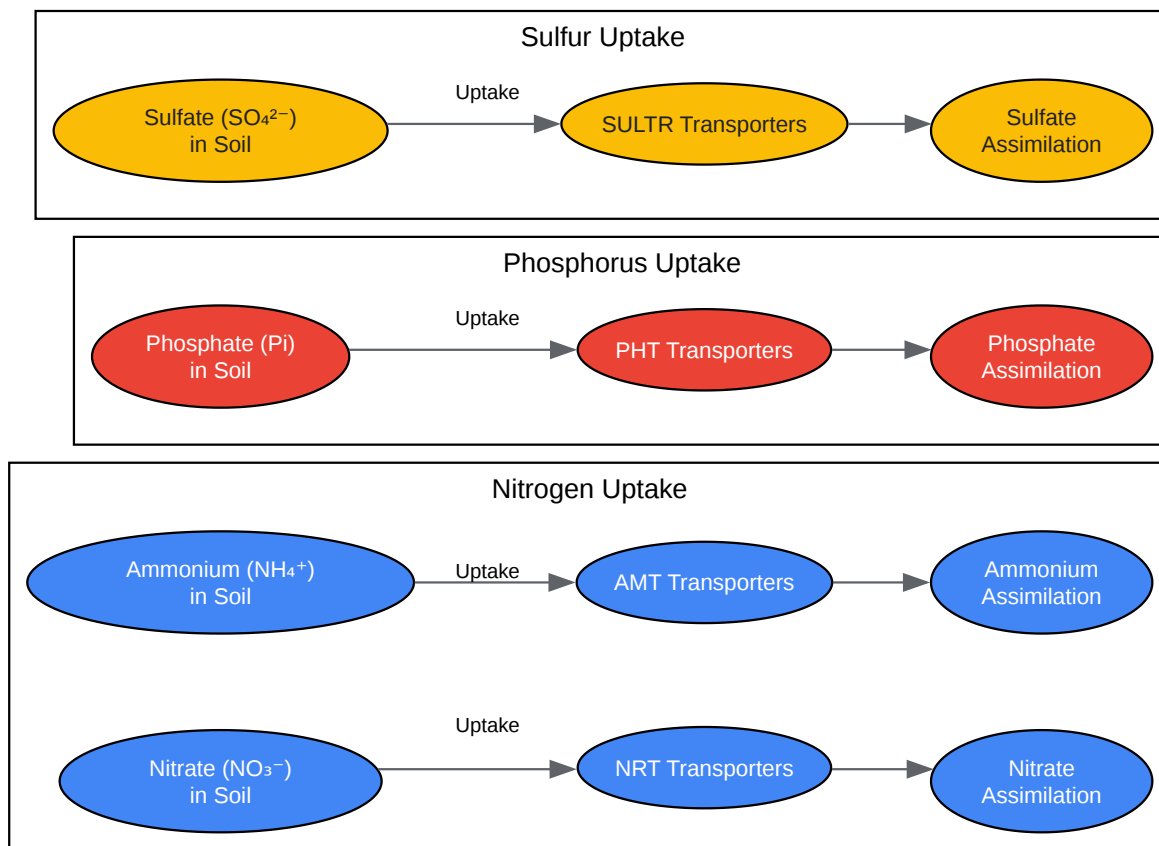 Sulfur Uptake
Sulfate (SO₄²⁻)
in Soil
Uptake
SULTR Transporters
Sulfate
Assimilation
Phosphorus Uptake
Phosphate (Pi)
in Soil
Uptake
PHT Transporters
Phosphate
Assimilation
Nitrogen Uptake
Ammonium (NH₄⁺)
in Soil
Uptake
AMT Transporters
Ammonium
Assimilation
Nitrate (NO₃⁻)
in Soil
Uptake
NRT Transporters
Nitrate
Assimilation